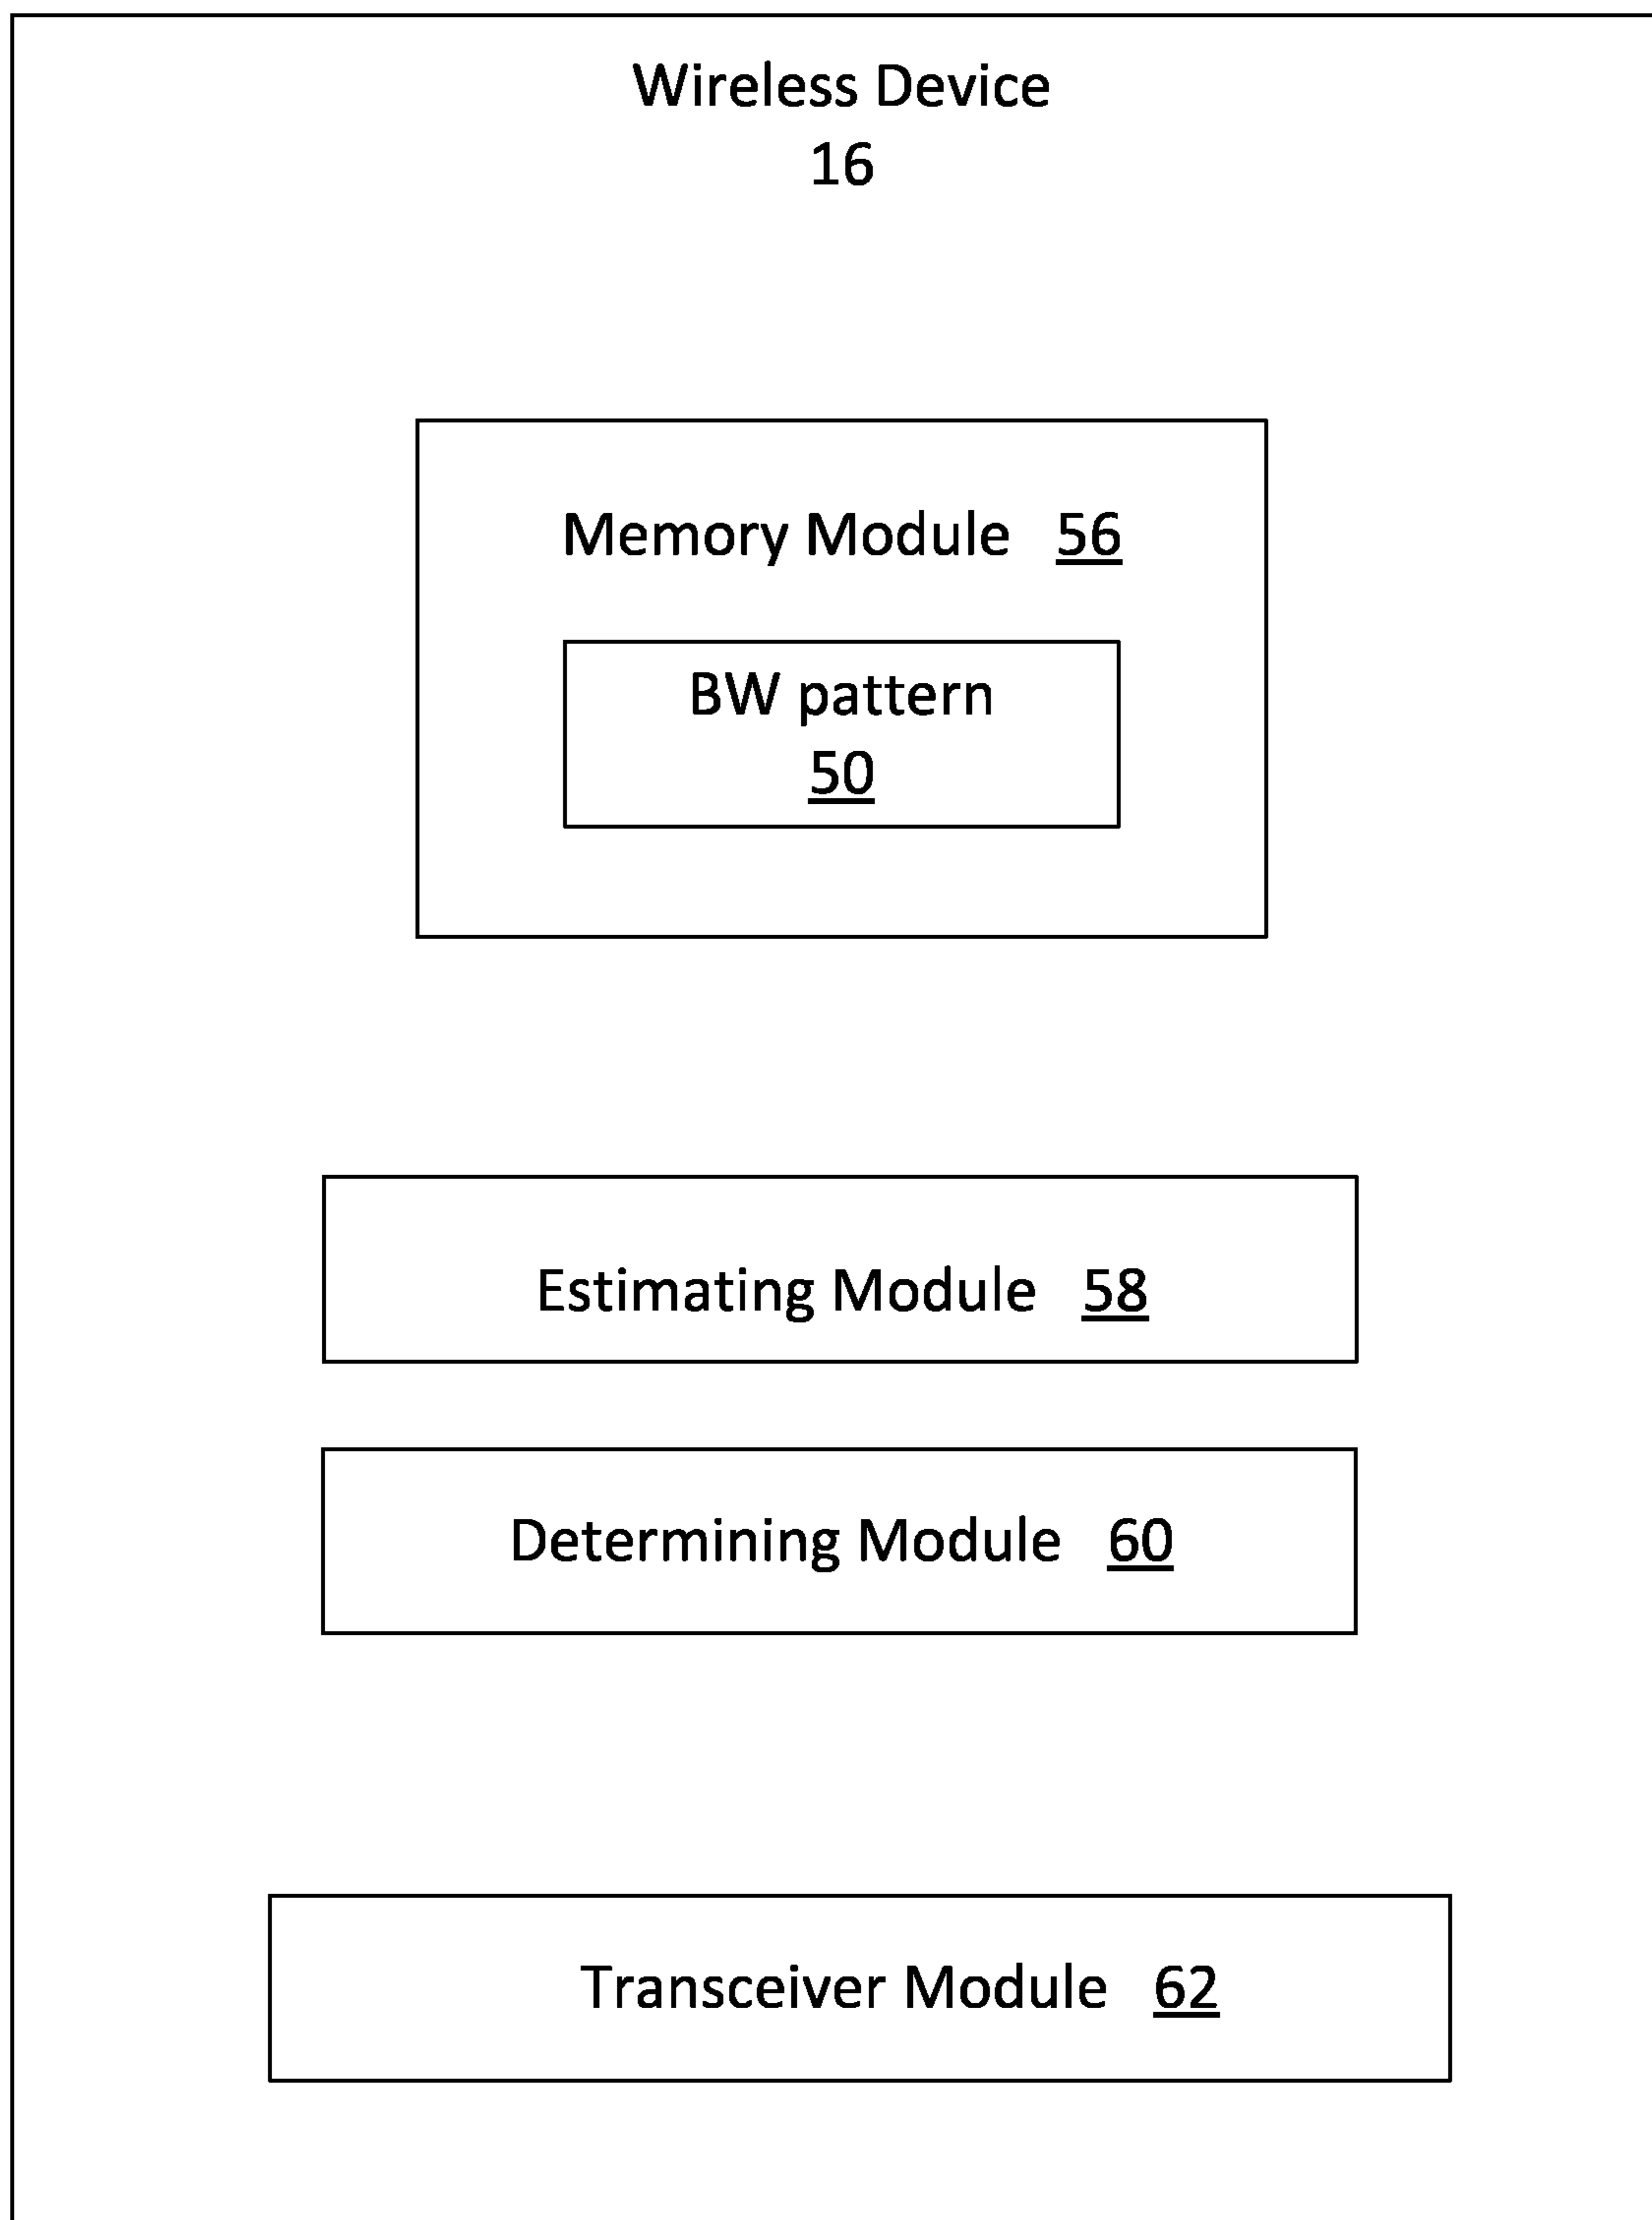 Wireless Device
16
Memory Module 56
BW pattern
50
Estimating Module 58
Determining Module 60
Transceiver Module 62